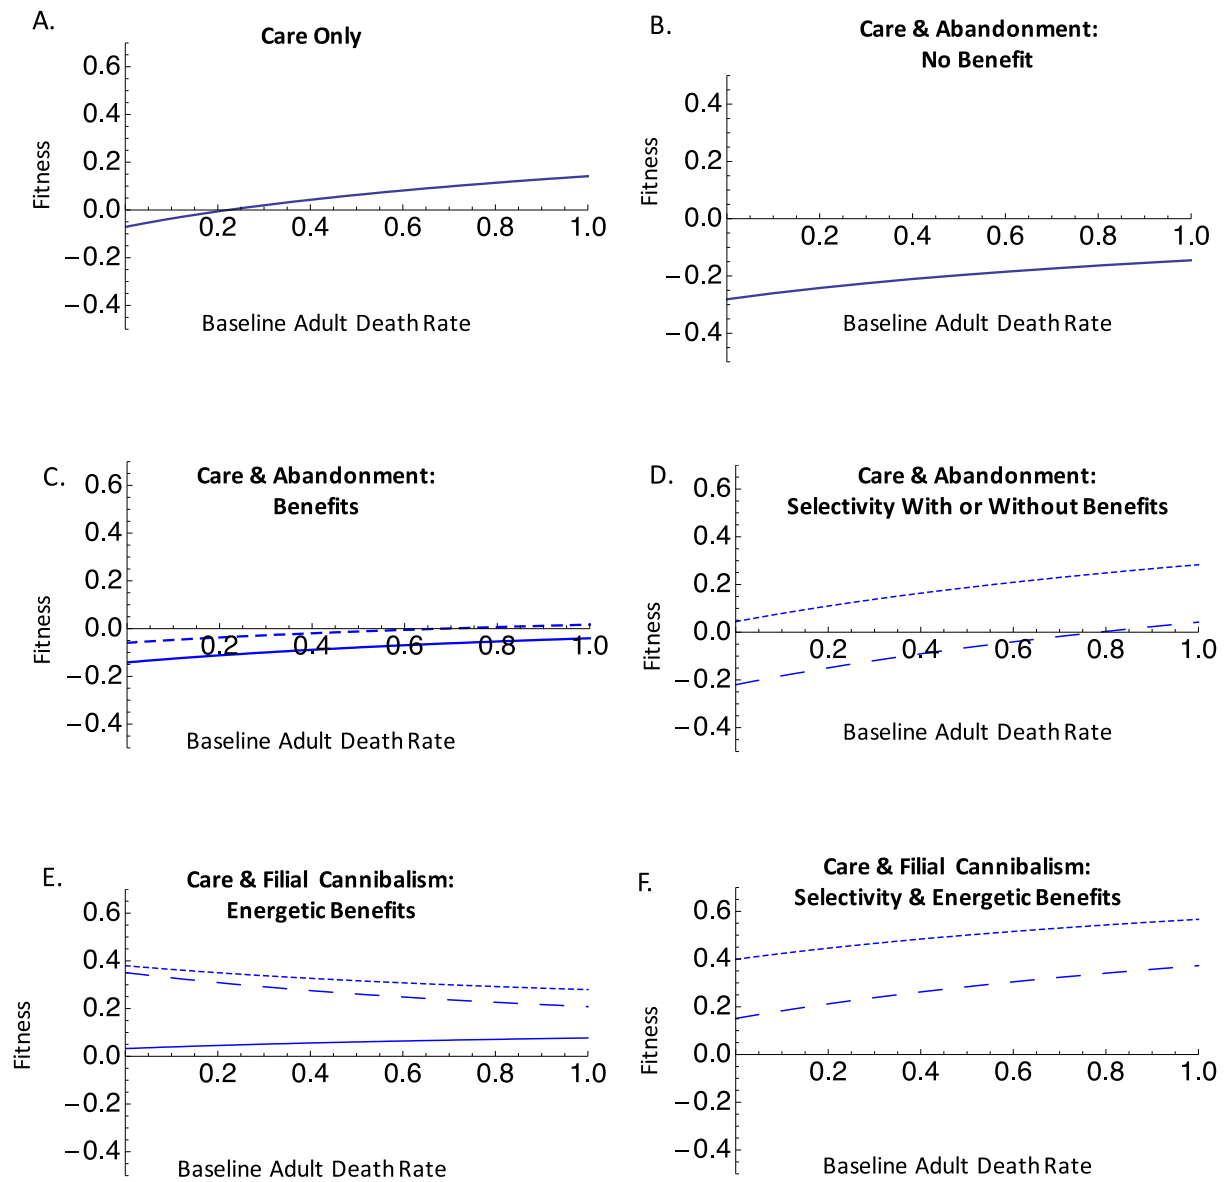 A.
Care Only
0.6
0.4
0.2
0.0
−0.2
−0.4
0.2 0.4 0.6 0.8 1.0
Fitness
Baseline Adult Death Rate
B.
Care & Abandonment:
No Benefit
0.4
0.2
0.0
−0.2
−0.4
0.2 0.4 0.6 0.8 1.0
Fitness
Baseline Adult Death Rate
C.
Care & Abandonment:
Benefits
0.6
0.4
0.2
0.0
−0.2
−0.4
0.2 0.4 0.6 0.8 1.0
Fitness
Baseline Adult Death Rate
D.
Care & Abandonment:
Selectivity With or Without Benefits
0.6
0.4
0.2
0.0
−0.2
−0.4
0.2 0.4 0.6 0.8 1.0
Fitness
Baseline Adult Death Rate
E.
Care & Filial Cannibalism:
Energetic Benefits
0.6
0.4
0.2
0.0
−0.2
−0.4
0.2 0.4 0.6 0.8 1.0
Fitness
Baseline Adult Death Rate
F.
Care & Filial Cannibalism:
Selectivity & Energetic Benefits
0.6
0.4
0.2
0.0
−0.2
−0.4
0.2 0.4 0.6 0.8 1.0
Fitness
Baseline Adult Death Rate